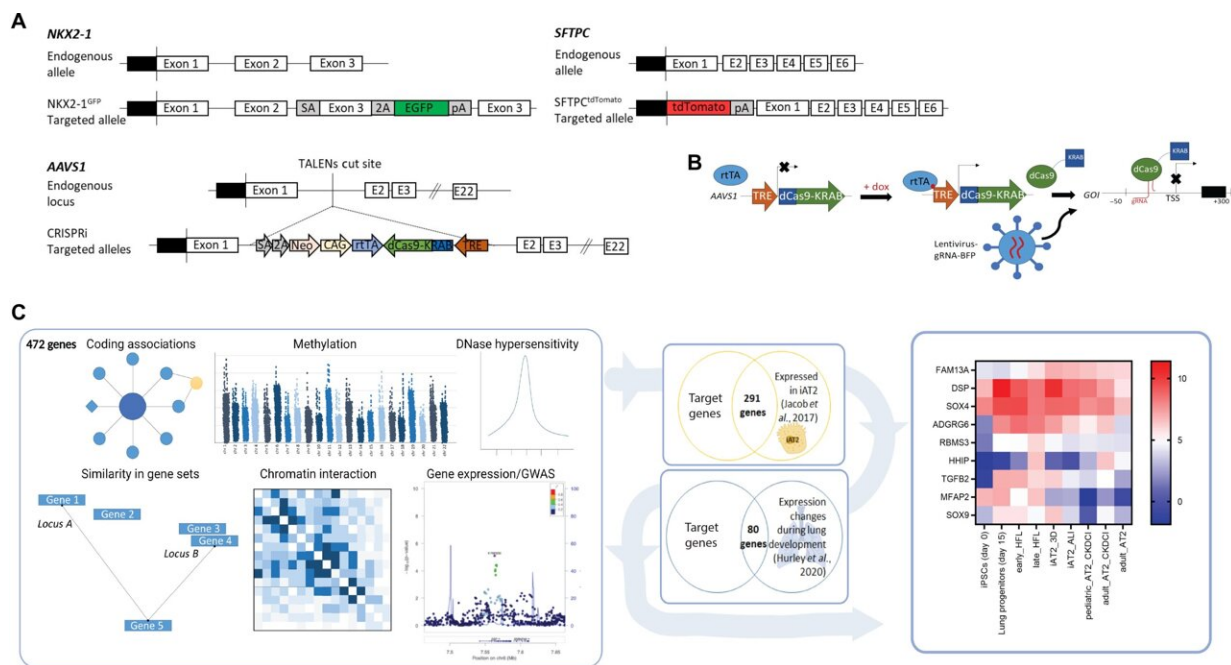 A
NKX2-1
Endogenous
allele
Exon 1
Exon 2
Exon 3
NKX2-1GFP
Targeted allele
Exon 1
Exon 2
SA
Exon 3
2A
EGFP
pA
Exon 3
SFTPC
Endogenous
allele
Exon 1
E2
E3
E4
E5
E6
SFTPCtdTomato
Targeted allele
tdTomato
pA
Exon 1
E2
E3
E4
E5
E6
AAVS1
TALENs cut site
Endogenous
locus
Exon 1
E2
E3
E22
CRISPRi
Targeted alleles
Exon 1
SA
2A
Neo
CAG
rtTA
dCas9-KRAB
TRE
E2
E3
E22
B
rtTA
AAVS1
TRE
dCas9-KRAB
+ dox
rtTA
TRE
dCas9-KRAB
dCas9
KRAB
GOI
dCas9
KRAB
-50
gRNA
TSS
+300
Lentivirus-
gRNA-BFP
C
472 genes
Coding associations
Methylation
DNase hypersensitivity
Similarity in gene sets
Gene 1
Locus A
Gene 2
Gene 3
Gene 4
Locus B
Gene 5
Chromatin interaction
Gene expression/GWAS
Target
genes
291
genes
Expressed
in iAT2
(Jacob et
al., 2017)
iAT2
Target
genes
80
genes
Expression
changes
during lung
development
(Hurley et al.,
2020)
FAM13A
DSP
SOX4
ADGRG6
RBMS3
HHIP
TGFB2
MFAP2
SOX9
iPSCs (day 0)
Lung progenitors (day 15)
early_HFL
late_HFL
iAT2_3D
iAT2_ALI
pediatric_AT2_CKDCI
adult_AT2_CKDCI
adult_AT2
10
5
0